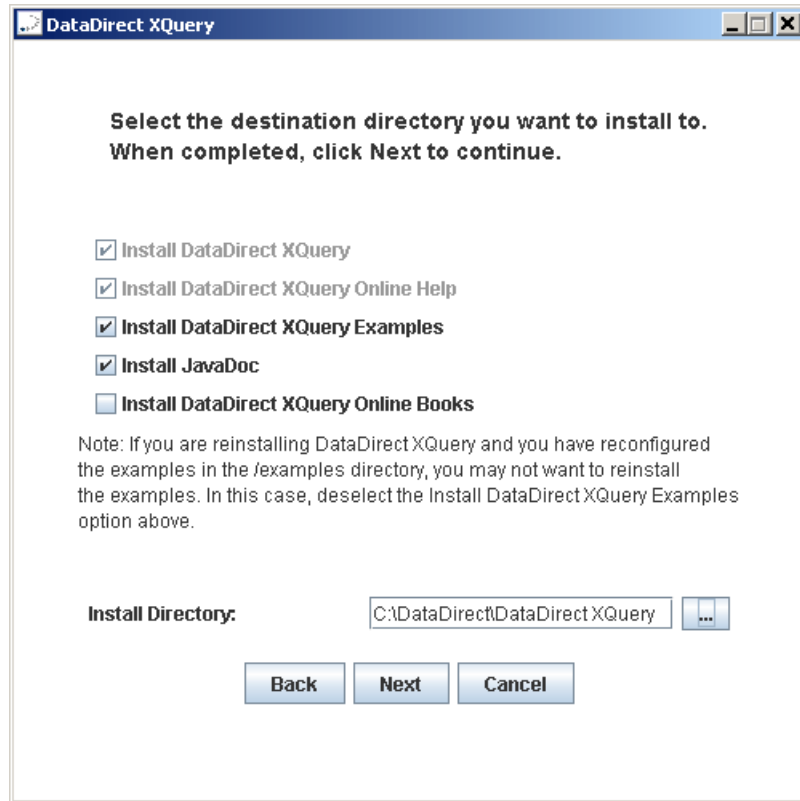 DataDirect XQuery
Select the destination directory you want to install to.
When completed, click Next to continue.
Install DataDirect XQuery
Install DataDirect XQuery Online Help
Install DataDirect XQuery Examples
Install JavaDoc
Install DataDirect XQuery Online Books
Note: If you are reinstalling DataDirect XQuery and you have reconfigured
the examples in the /examples directory, you may not want to reinstall
the examples. In this case, deselect the Install DataDirect XQuery Examples
option above.
Install Directory: C:\DataDirect\DataDirect XQuery ...
Back Next Cancel